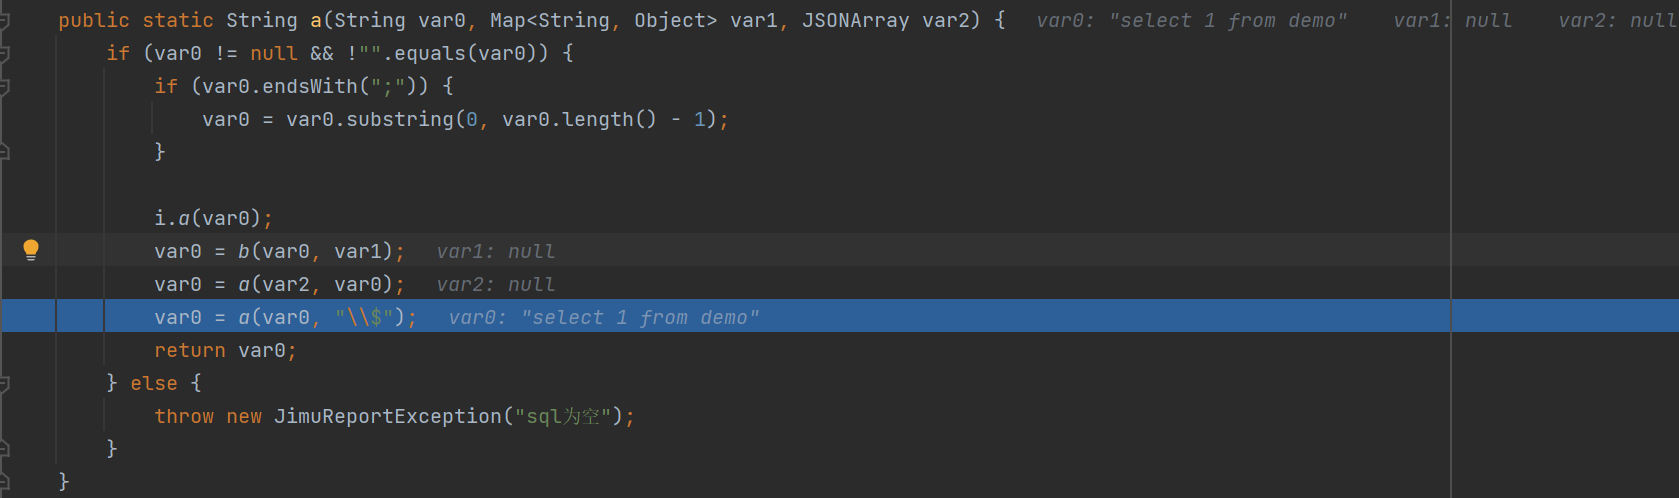 public static String a(String var0, Map<String, Object> var1, JSONArray var2) {   var0: "select 1 from demo"    var1: null    var2: null
if (var0 != null && !"".equals(var0)) {
if (var0.endsWith(";")) {
var0 = var0.substring(0, var0.length() - 1);
}
i.a(var0);
var0 = b(var0, var1);   var1: null
var0 = a(var2, var0);   var2: null
var0 = a(var0, "\\$");   var0: "select 1 from demo"
return var0;
} else {
throw new JimuReportException("sql为空");
}
}